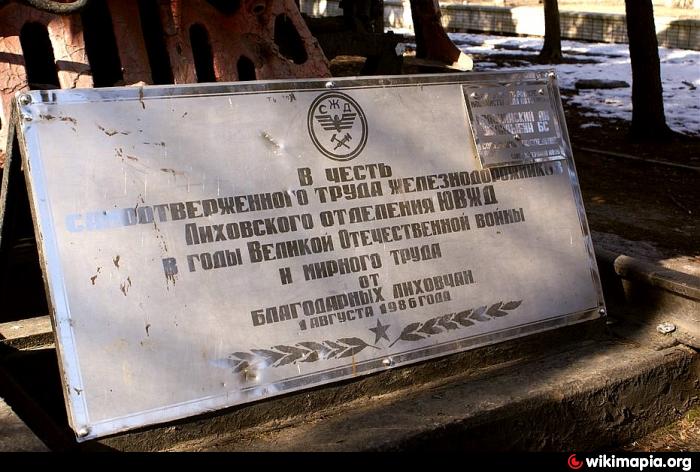 СЖД
В ЧЕСТЬ
САМООТВЕРЖЕННОГО ТРУДА ЖЕЛЕЗНОДОРОЖНИКОВ
ЛИХОВСКОГО ОТДЕЛЕНИЯ ЮВЖД
В ГОДЫ ВЕЛИКОЙ ОТЕЧЕСТВЕННОЙ ВОЙНЫ
И МИРНОГО ТРУДА
ОТ
БЛАГОДАРНЫХ ЛИХОВЧАН
1 АВГУСТА 1986 ГОДА
wikimapia.org